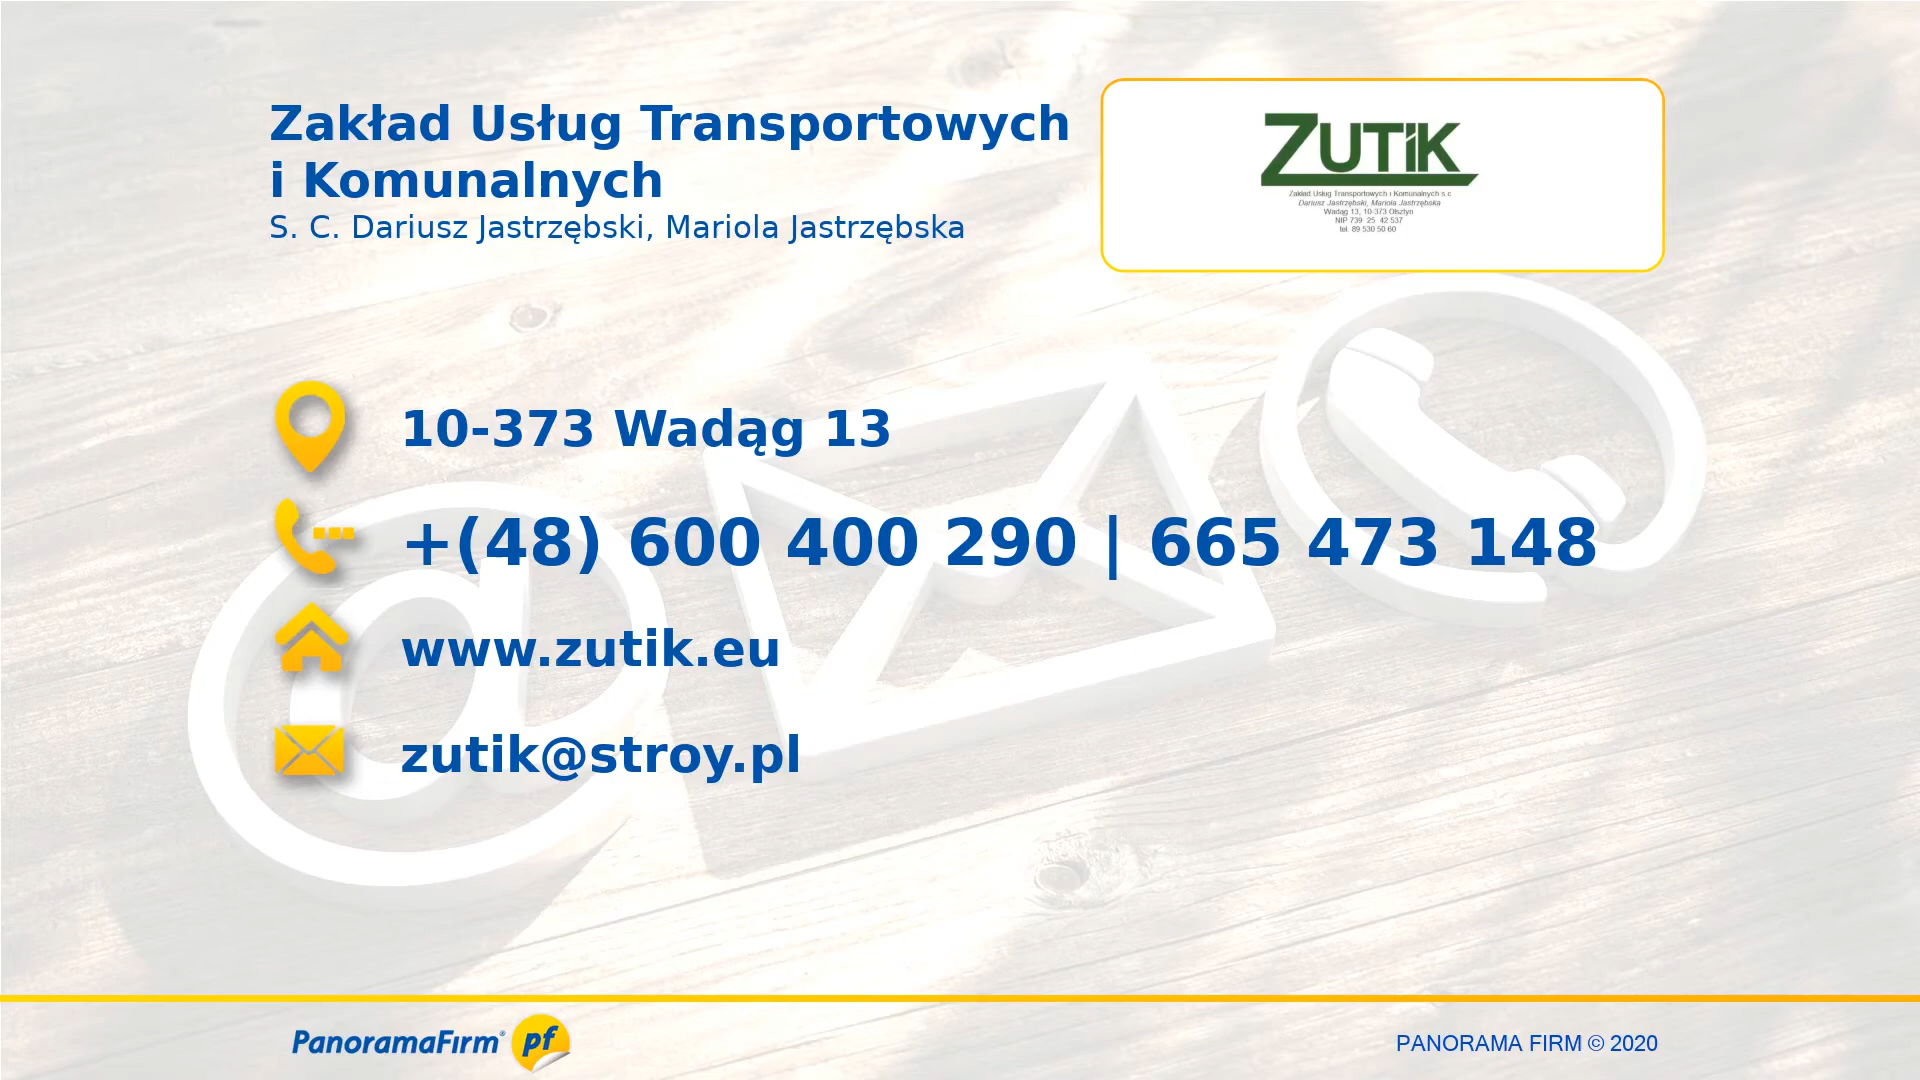 Zakład Usług Transportowych
i Komunalnych
S. C. Dariusz Jastrzębski, Mariola Jastrzębska
ZUTiK
Zakład Usług Transportowych i Komunalnych s.c.
Dariusz Jastrzębski, Mariola Jastrzębska
Wadąg 13, 10-373 Olsztyn
NIP 739 25 42 537
tel. 89 530 50 60
10-373 Wadąg 13
+(48) 600 400 290 | 665 473 148
www.zutik.eu
zutik@stroy.pl
PanoramaFirm® pf
PANORAMA FIRM © 2020